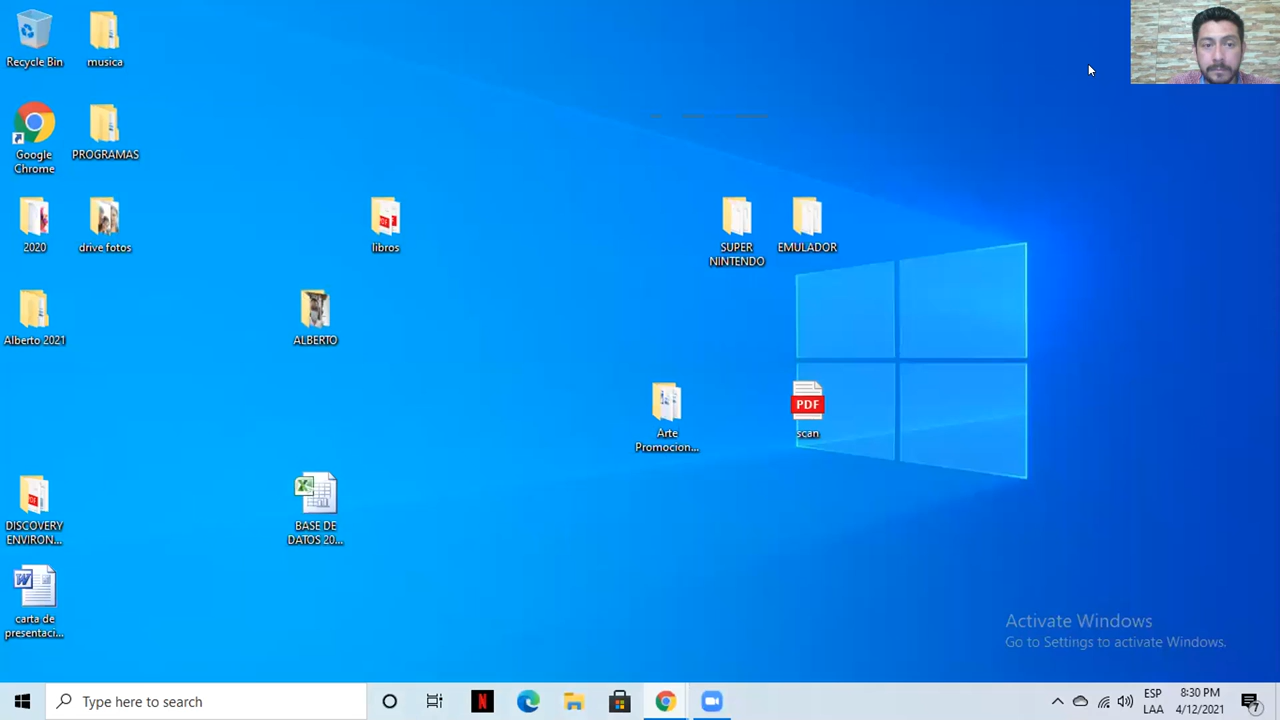 Recycle Bin
musica
Google
Chrome
PROGRAMAS
2020
drive fotos
libros
SUPER
NINTENDO
EMULADOR
Alberto 2021
ALBERTO
Arte
Promocion...
PDF
scan
DISCOVERY
ENVIRON...
BASE DE
DATOS 20...
carta de
presentaci...
Activate Windows
Go to Settings to activate Windows.
Type here to search
ESP
LAA
8:30 PM
4/12/2021
7